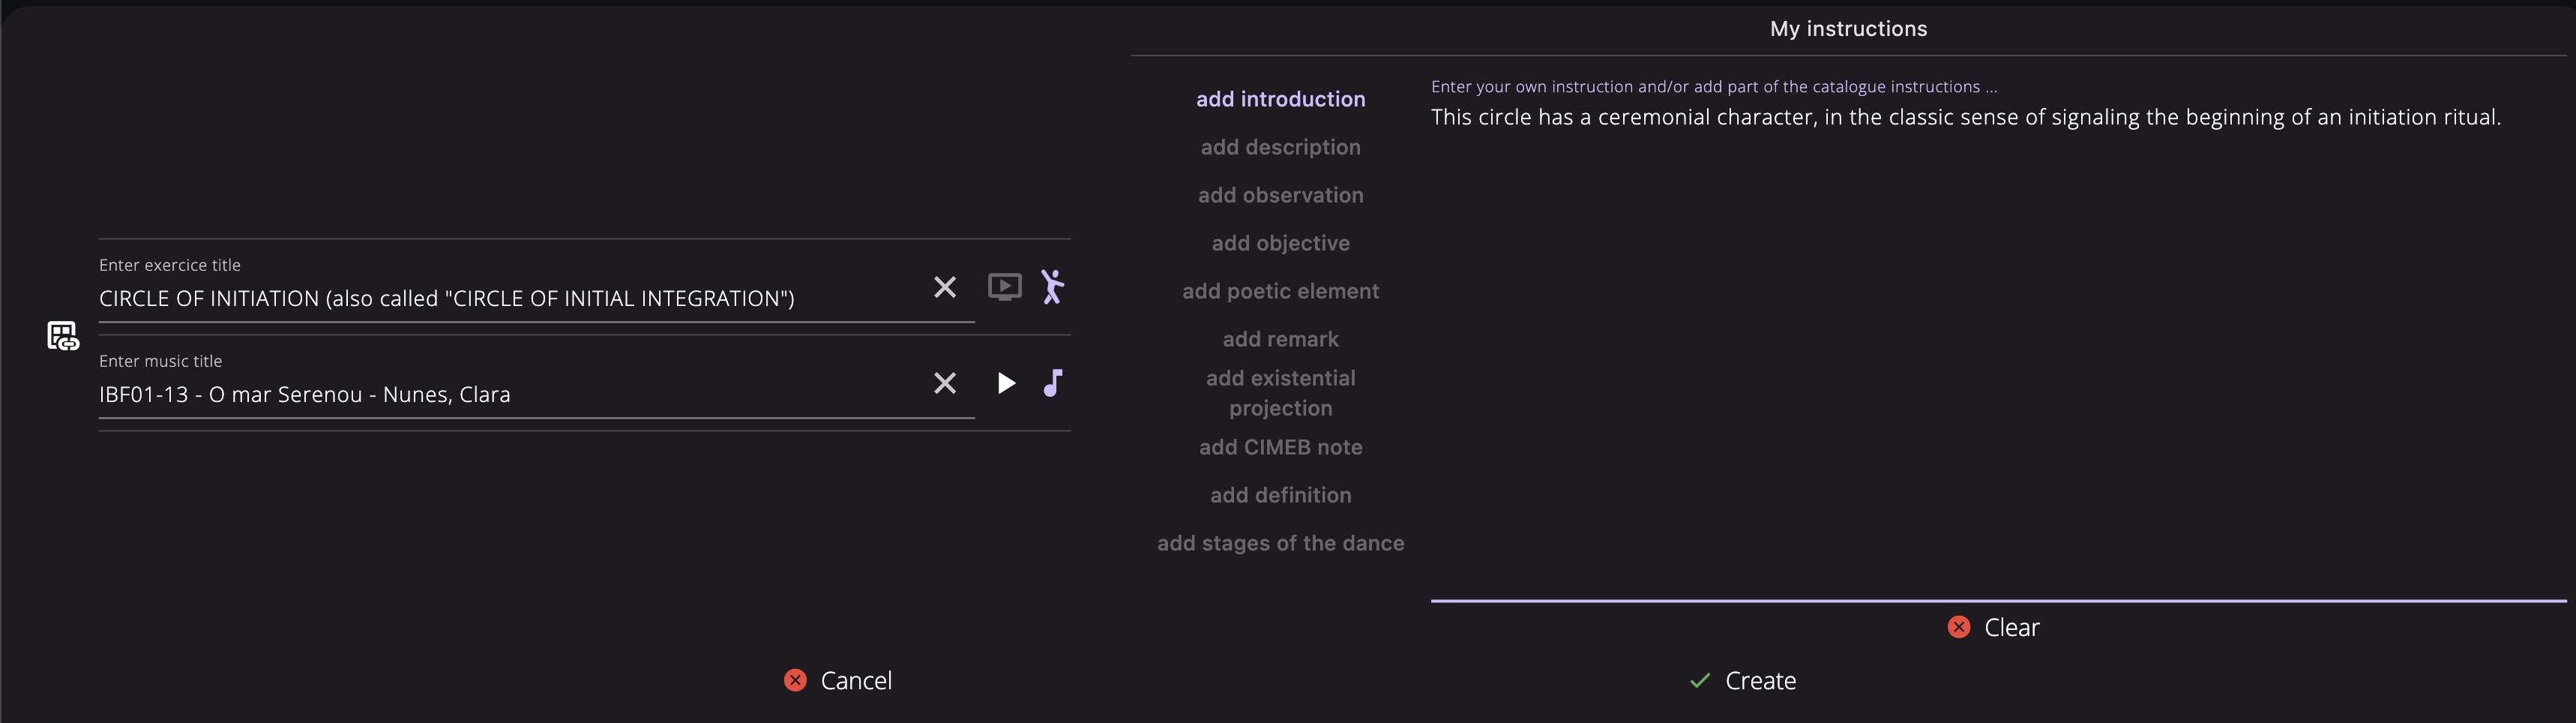 My instructions
add introduction
add description
add observation
add objective
add poetic element
add remark
add existential
projection
add CIMEB note
add definition
add stages of the dance
Enter your own instruction and/or add part of the catalogue instructions ...
This circle has a ceremonial character, in the classic sense of signaling the beginning of an initiation ritual.
Enter exercice title
CIRCLE OF INITIATION (also called "CIRCLE OF INITIAL INTEGRATION")
Enter music title
IBF01-13 - O mar Serenou - Nunes, Clara
Clear
Cancel
Create